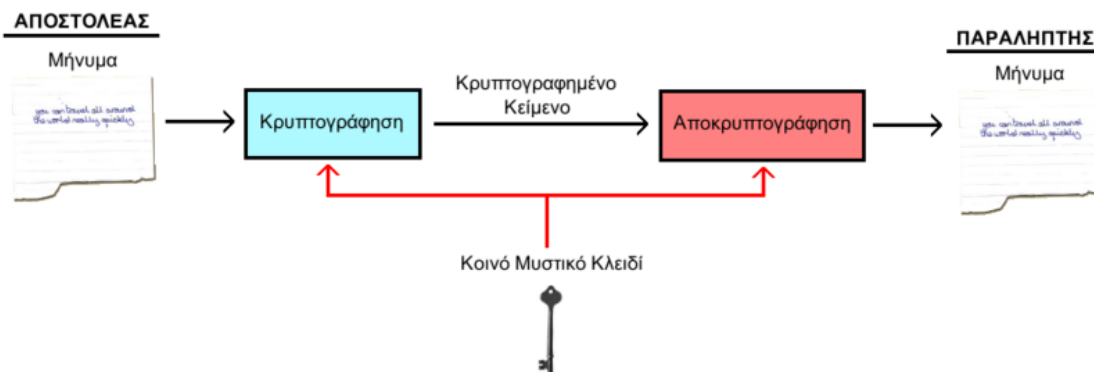 ΑΠΟΣΤΟΛΕΑΣ
Μήνυμα
you can travel all around
the world really quickly
Κρυπτογράφηση
Κρυπτογραφημένο
Κείμενο
Αποκρυπτογράφηση
ΠΑΡΑΛΗΠΤΗΣ
Μήνυμα
you can travel all around
the world really quickly
Κοινό Μυστικό Κλειδί